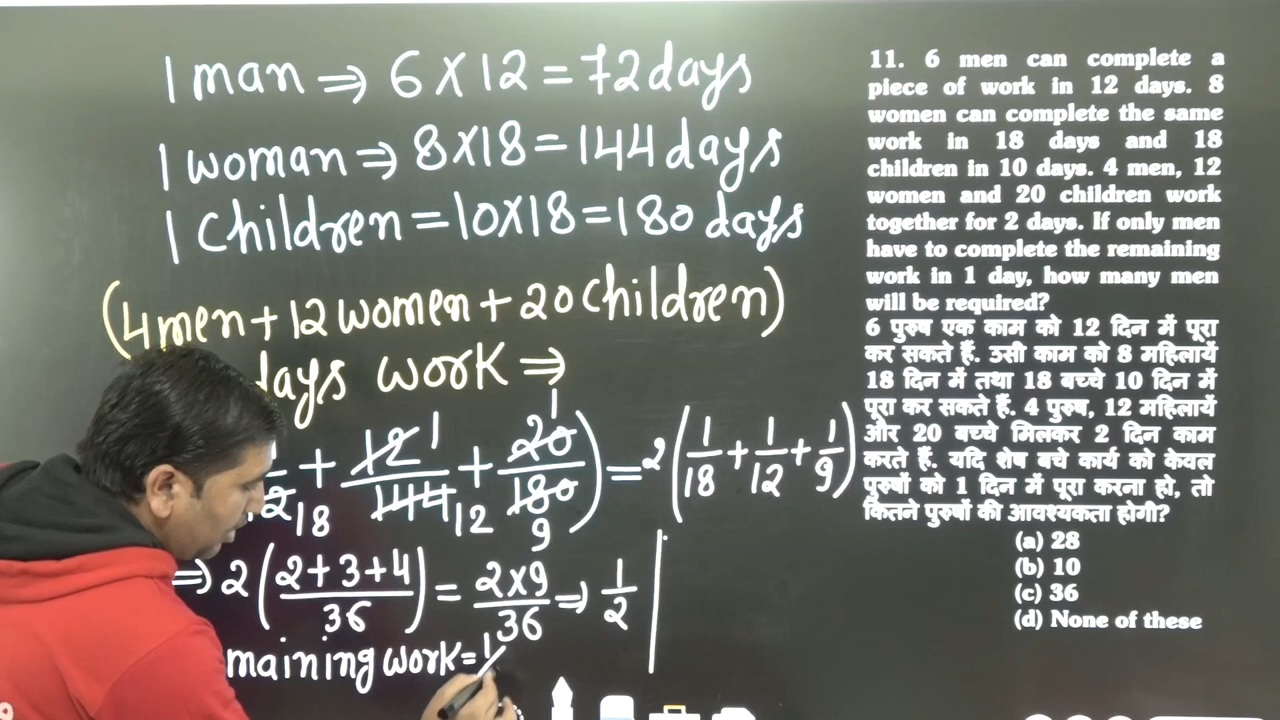 1 man ⇒ 6 X 12 = 72 days
1 woman ⇒ 8 X 18 = 144 days
1 Children = 10 X 18 = 180 days
(4 men + 12 women + 20 Children)
days work ⇒
+ 12/144 + 20/180) = 2(1/18 + 1/12 + 1/9)
18 1 12 1 9
⇒ 2(2+3+4/36) = 2×9/36 ⇒ 1/2
maining work = 1
11. 6 men can complete a
piece of work in 12 days. 8
women can complete the same
work in 18 days and 18
children in 10 days. 4 men, 12
women and 20 children work
together for 2 days. If only men
have to complete the remaining
work in 1 day, how many men
will be required?
6 पुरुष एक काम को 12 दिन में पूरा
कर सकते हैं. उसी काम को 8 महिलायें
18 दिन में तथा 18 बच्चे 10 दिन में
पूरा कर सकते हैं. 4 पुरुष, 12 महिलायें
और 20 बच्चे मिलकर 2 दिन काम
करते हैं. यदि शेष बचे कार्य को केवल
पुरुषों को 1 दिन में पूरा करना हो, तो
कितने पुरुषों की आवश्यकता होगी?
(a) 28
(b) 10
(c) 36
(d) None of these